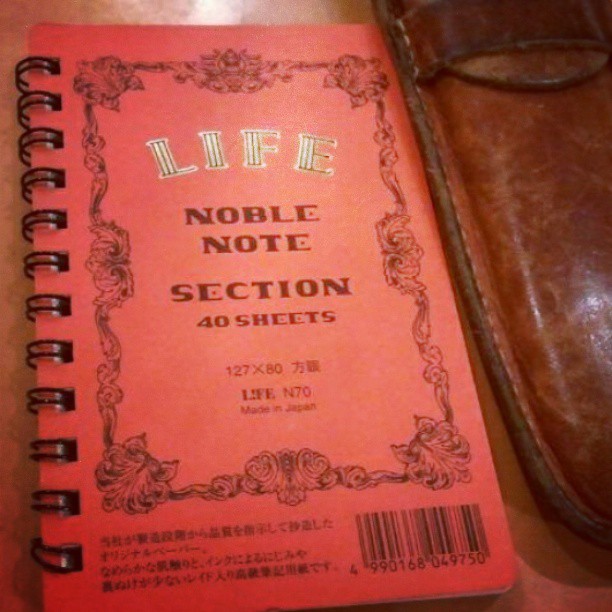 LIFE
NOBLE
NOTE
SECTION
40 SHEETS
127×80 方眼
LIFE N70
Made in Japan
当社が製造段階から品質を指示して抄造した
オリジナルペーパー。
なめらかな肌触りと、インクによるにじみや
裏ぬけが少ないレイド入り高級筆記用紙です。
4 990168 049750